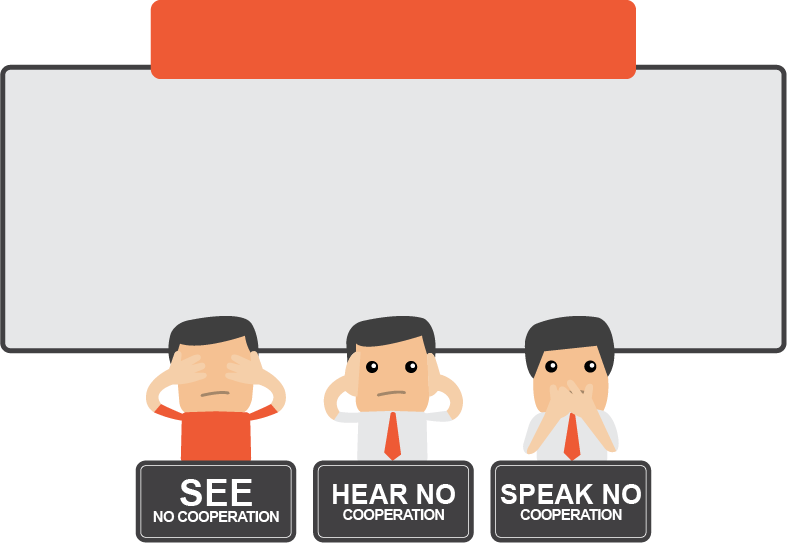 SEE
NO COOPERATION
HEAR NO
COOPERATION
SPEAK NO
COOPERATION